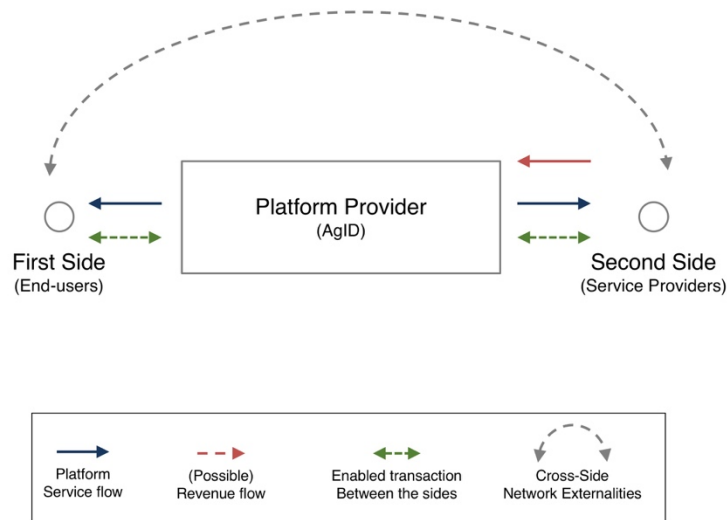 Platform Provider
(AgID)
First Side
(End-users)
Second Side
(Service Providers)
Platform
Service flow
(Possible)
Revenue flow
Enabled transaction
Between the sides
Cross-Side
Network Externalities